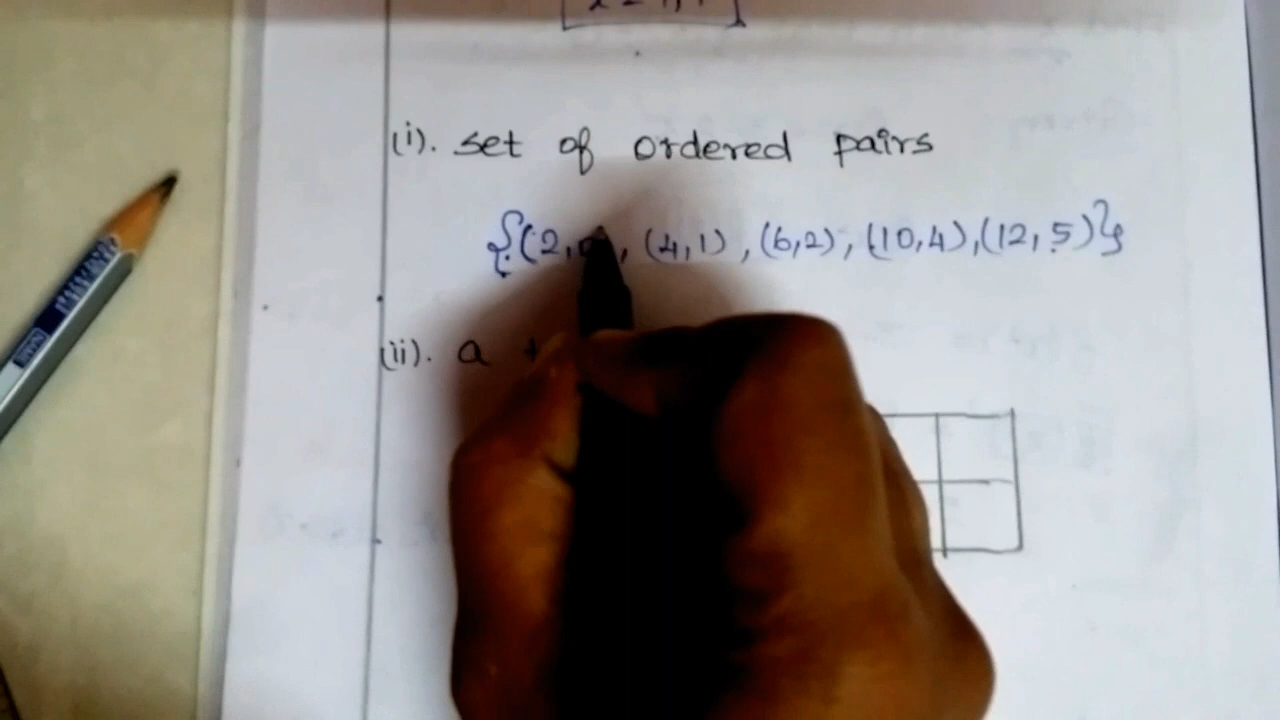 (i). set of ordered pairs
{(2, , (4,1) , (6,2), (10,4),(12,5)}
(ii). a